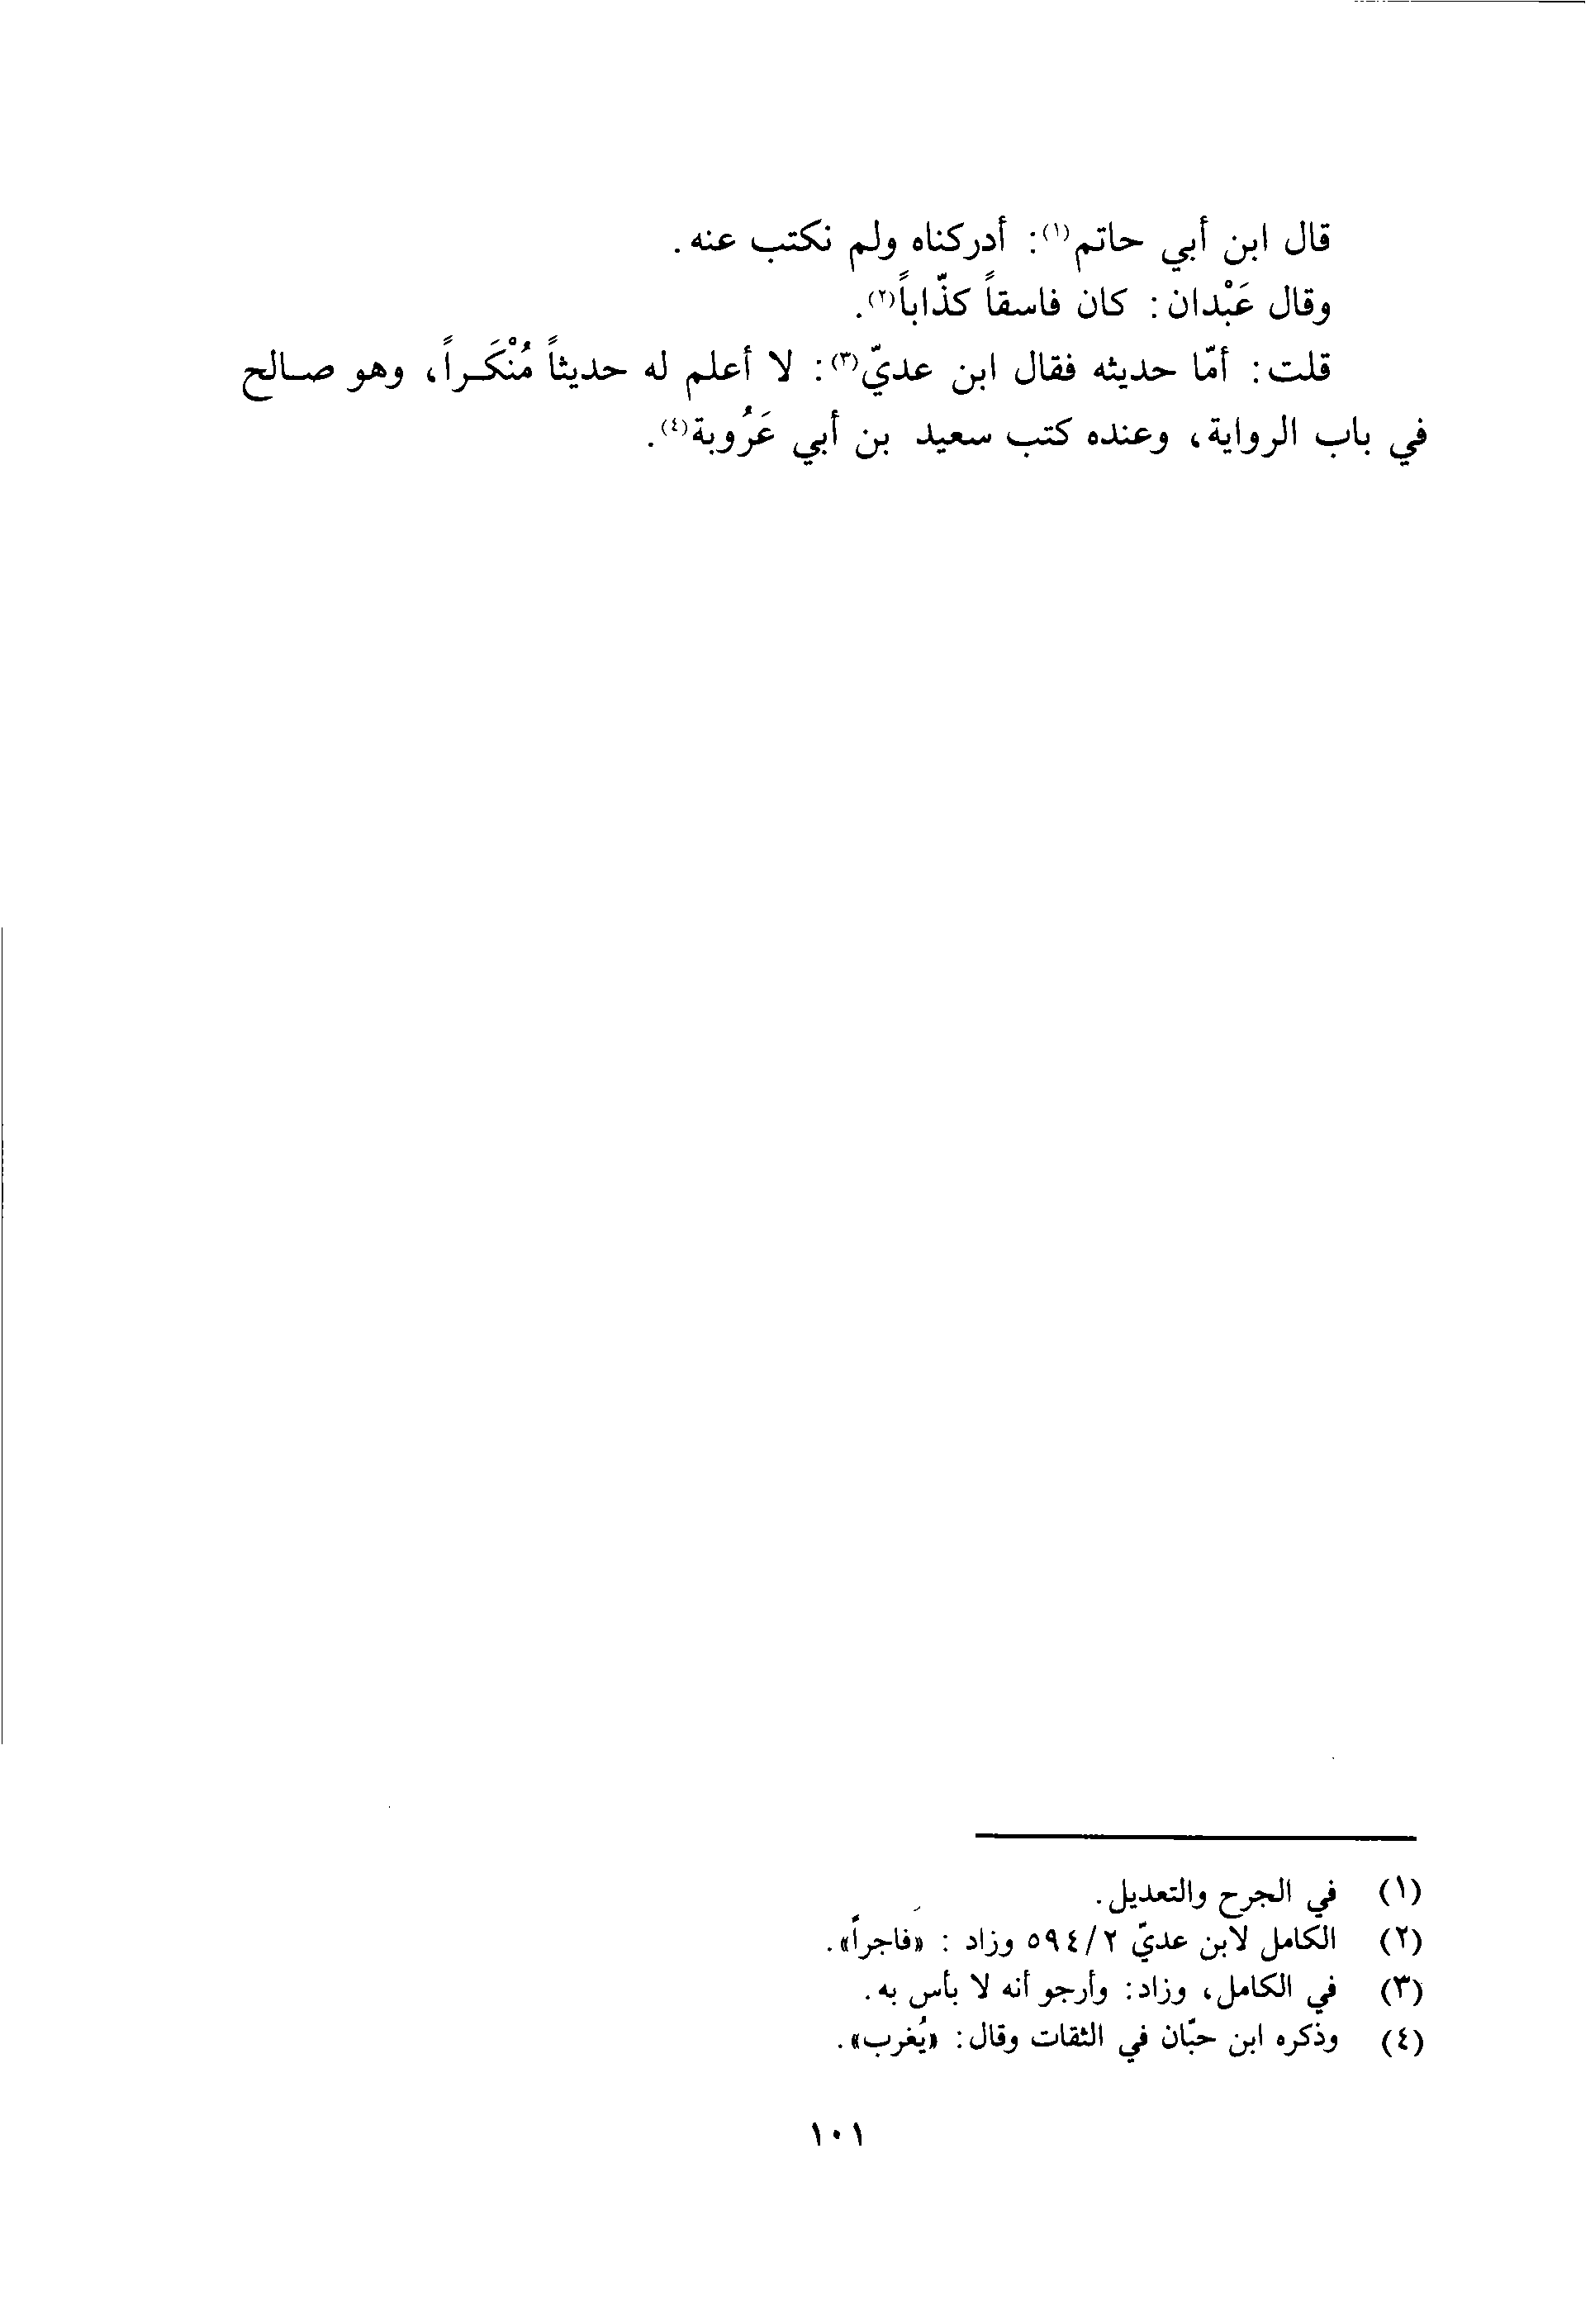 قال ابن أبي حاتم(١): أدركناه ولم نكتب عنه.
وقال عَبْدان: كان فاسقاً كذّاباً(٢).
قلت: أمّا حديثه فقال ابن عديّ(٣): لا أعلم له حديثاً مُنْكَراً، وهو صالح
في باب الرواية، وعنده كتب سعيد بن أبي عَرُوبة(٤).
(١) في الجرح والتعديل.
(٢) الكامل لابن عديّ ٢/٥٩٤ وزاد: «فاجراً».
(٣) في الكامل، وزاد: وأرجو أنه لا بأس به.
(٤) وذكره ابن حبّان في الثقات وقال: «يُغرب».
١٠١